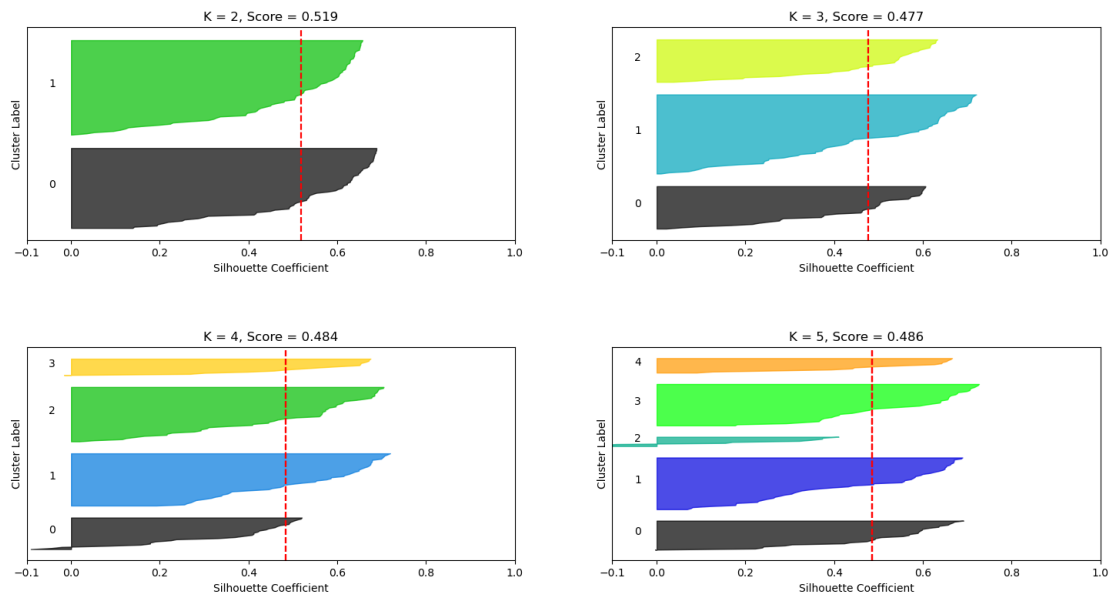 K = 2, Score = 0.519
Cluster Label
1
0
−0.1 0.0 0.2 0.4 0.6 0.8 1.0
Silhouette Coefficient
K = 3, Score = 0.477
Cluster Label
2
1
0
−0.1 0.0 0.2 0.4 0.6 0.8 1.0
Silhouette Coefficient
K = 4, Score = 0.484
Cluster Label
3
2
1
0
−0.1 0.0 0.2 0.4 0.6 0.8 1.0
Silhouette Coefficient
K = 5, Score = 0.486
Cluster Label
4
3
2
1
0
−0.1 0.0 0.2 0.4 0.6 0.8 1.0
Silhouette Coefficient